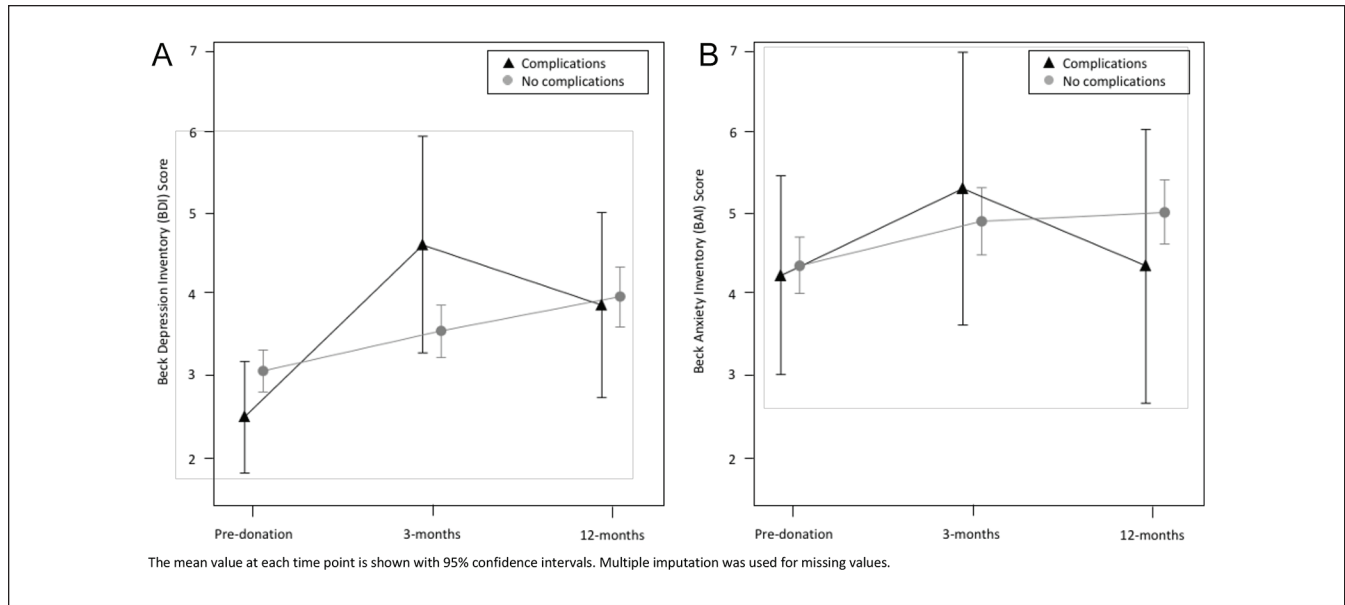 A
Beck Depression Inventory (BDI) Score
7
6
5
4
3
2
Complications
No complications
Pre-donation
3-months
12-months
B
Beck Anxiety Inventory (BAI) Score
7
6
5
4
3
2
Complications
No complications
Pre-donation
3-months
12-months
The mean value at each time point is shown with 95% confidence intervals. Multiple imputation was used for missing values.